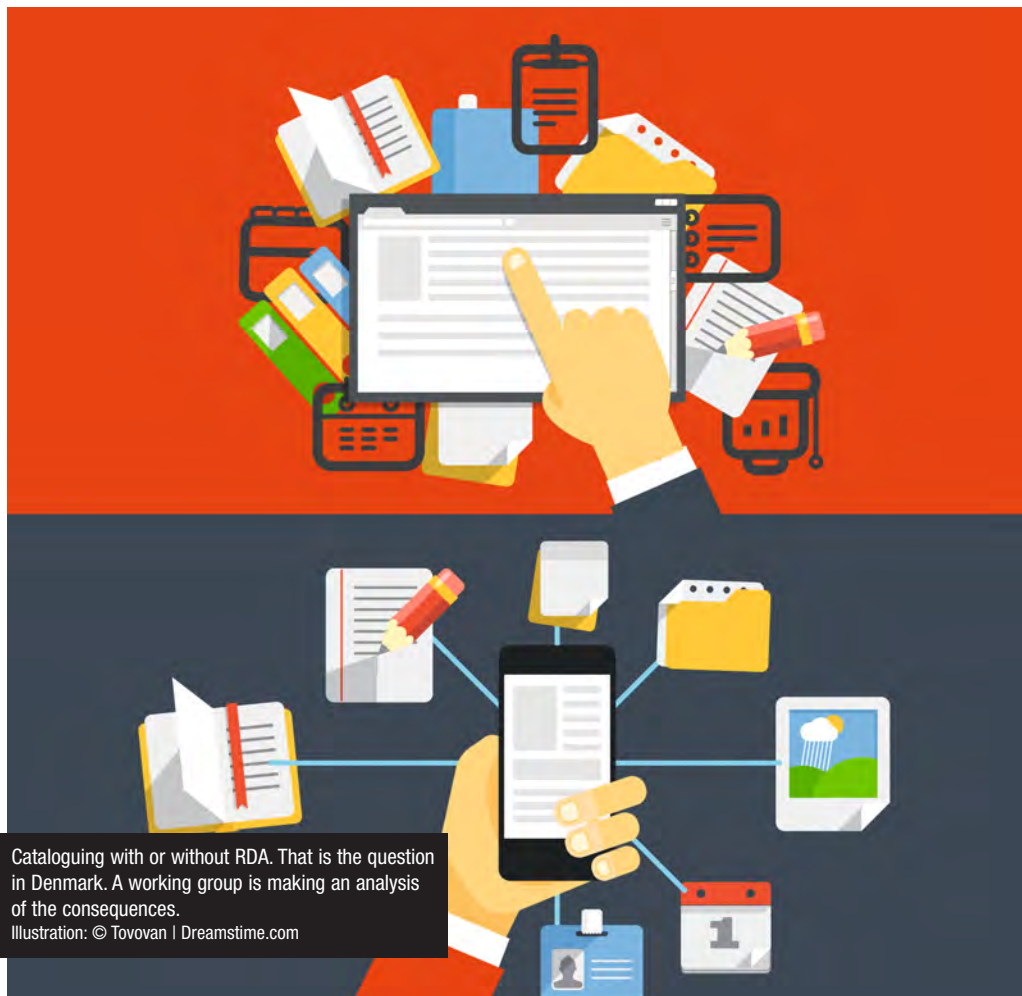 1
Cataloguing with or without RDA. That is the question
in Denmark. A working group is making an analysis
of the consequences.
Illustration: © Tovovan | Dreamstime.com